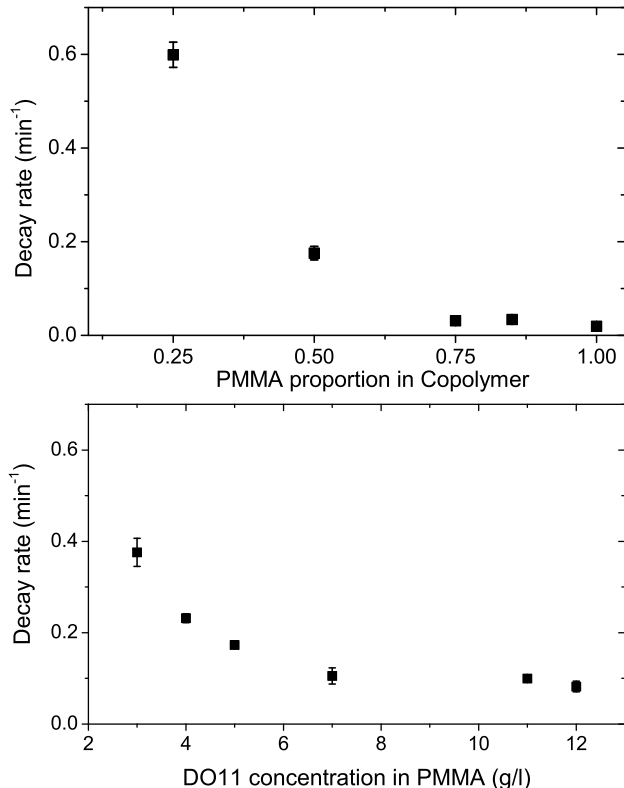 0.6
0.4
0.2
0.0
Decay rate (min⁻¹)
0.25 0.50 0.75 1.00
PMMA proportion in Copolymer
0.6
0.4
0.2
0.0
Decay rate (min⁻¹)
2 4 6 8 10 12
DO11 concentration in PMMA (g/l)